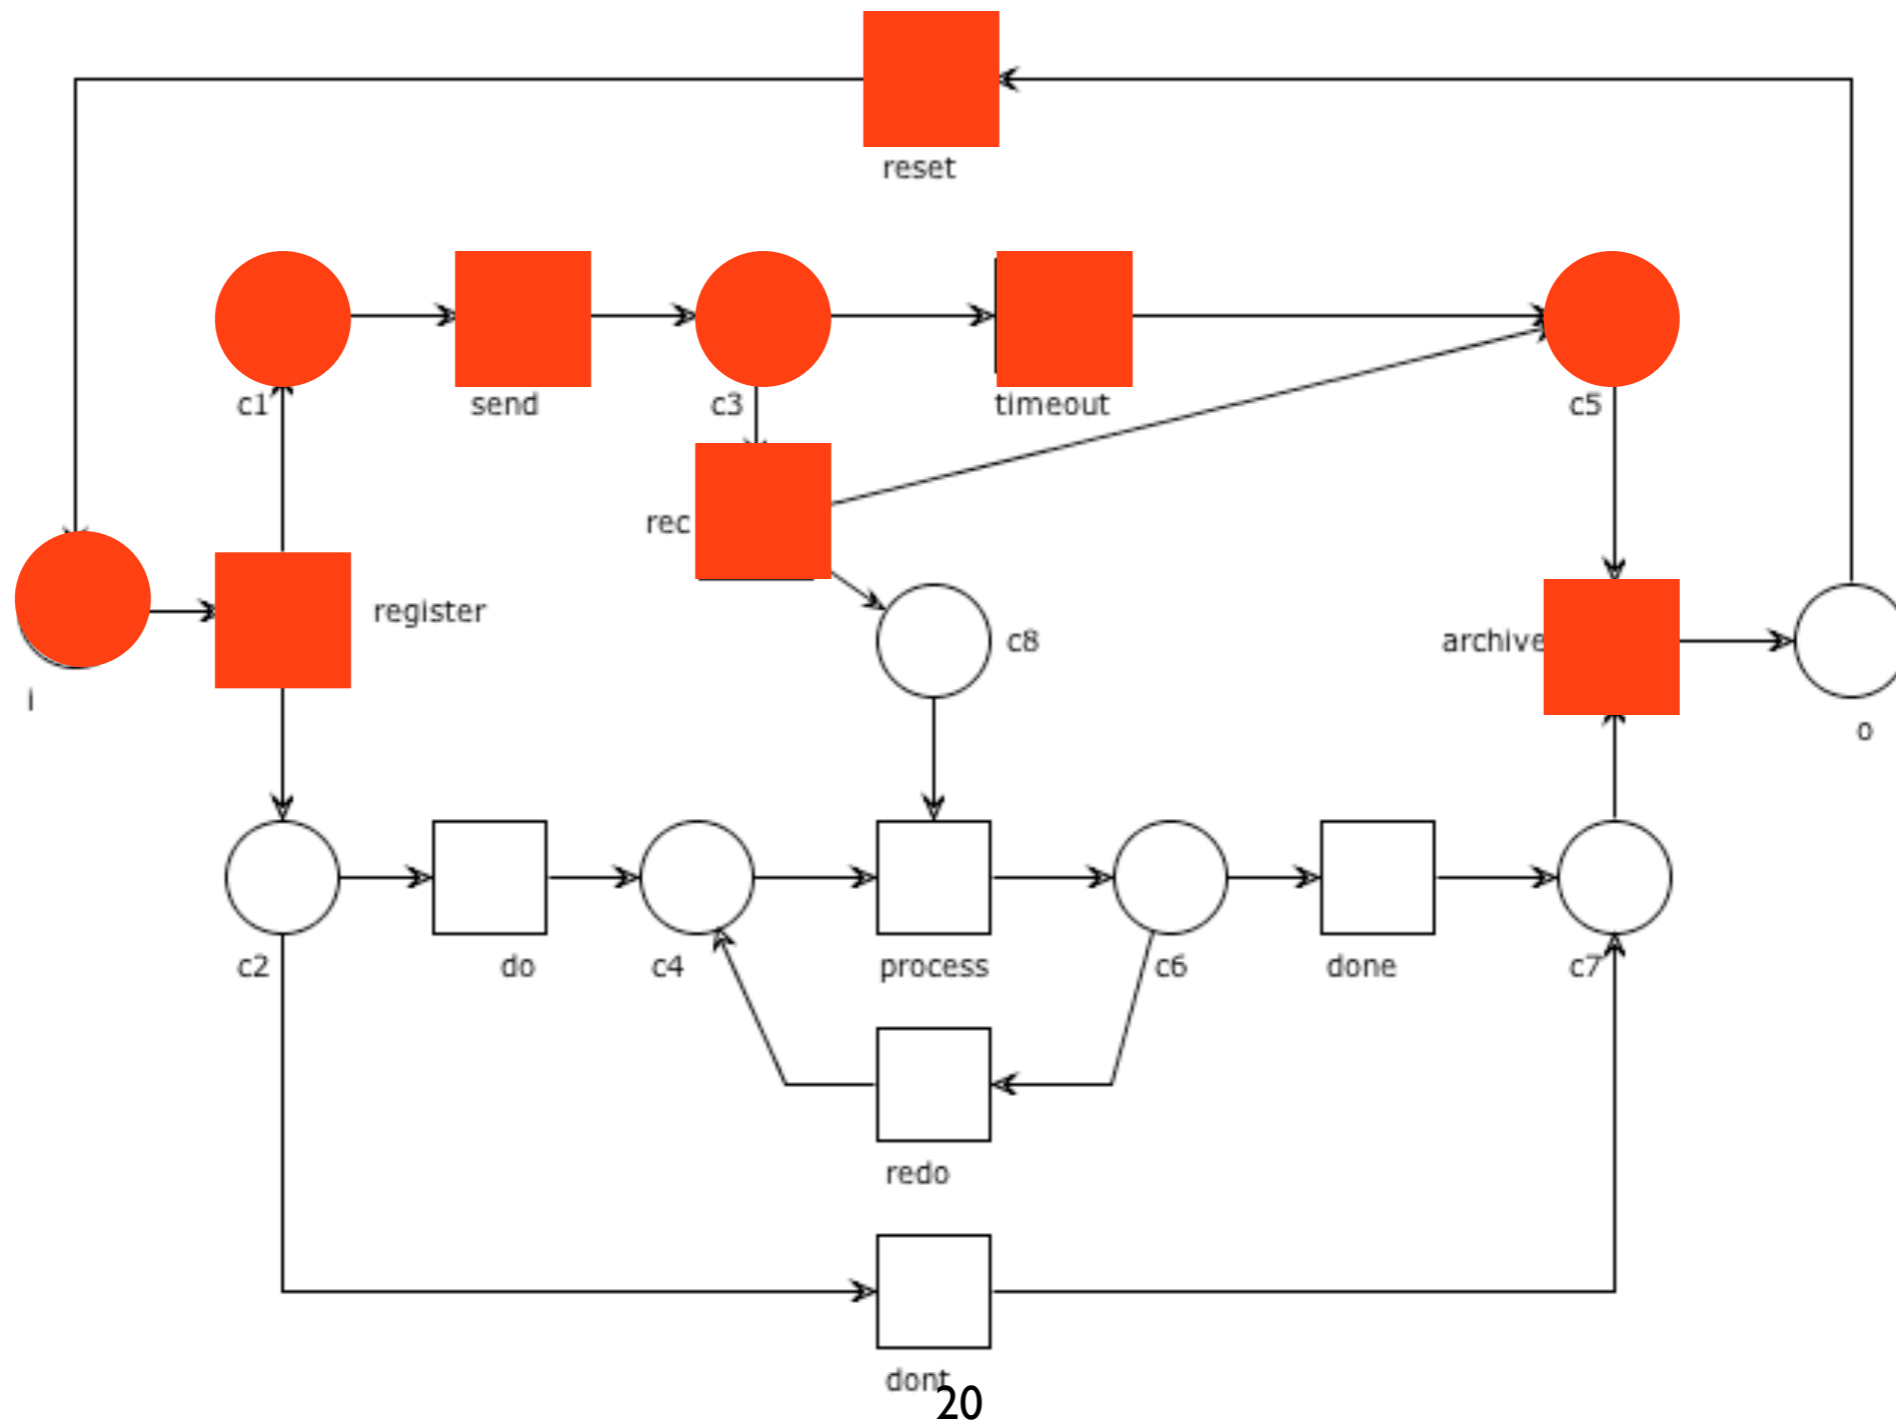 reset
c1
send
c3
timeout
c5
rec
register
c8
archive
i
o
c2
do
c4
process
c6
done
c7
redo
dont
20